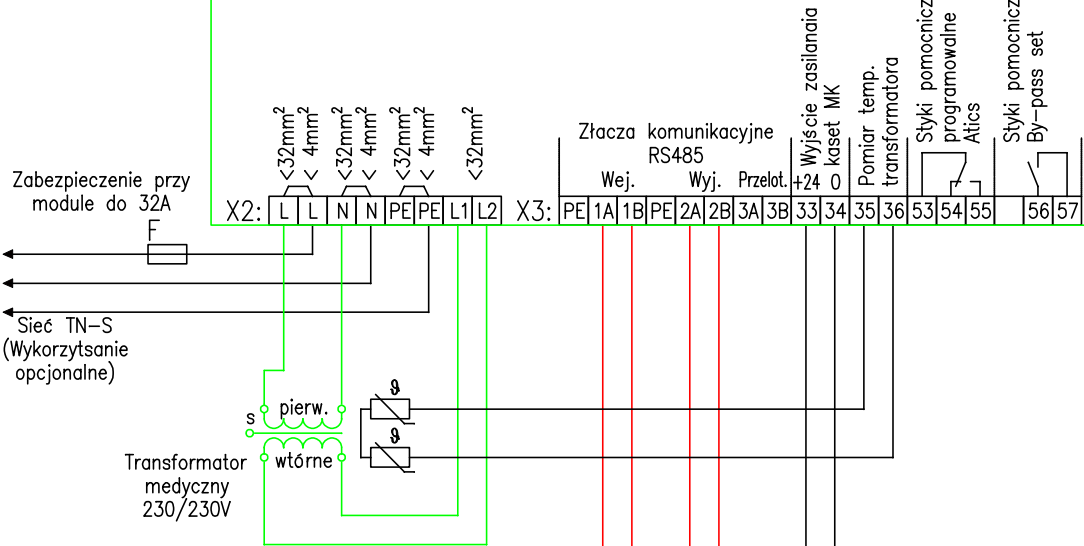 Zabezpieczenie przy
module do 32A
F
Sieć TN-S
(Wykorzytsanie
opcjonalne)
<32mm²
< 4mm²
<32mm²
< 4mm²
<32mm²
< 4mm²
<32mm²
X2: L L N N PE PE L1 L2
Złacza komunikacyjne
RS485
Wej. Wyj. Przelot.
Wyjście zasilania
kaset MK
+24 0
Pomiar temp.
transformatora
Styki pomocnicz
programowalne
Atics
Styki pomocnicz
By-pass set
X3: PE 1A 1B PE 2A 2B 3A 3B 33 34 35 36 53 54 55 56 57
s
pierw.
wtórne
ϑ
ϑ
Transformator
medyczny
230/230V